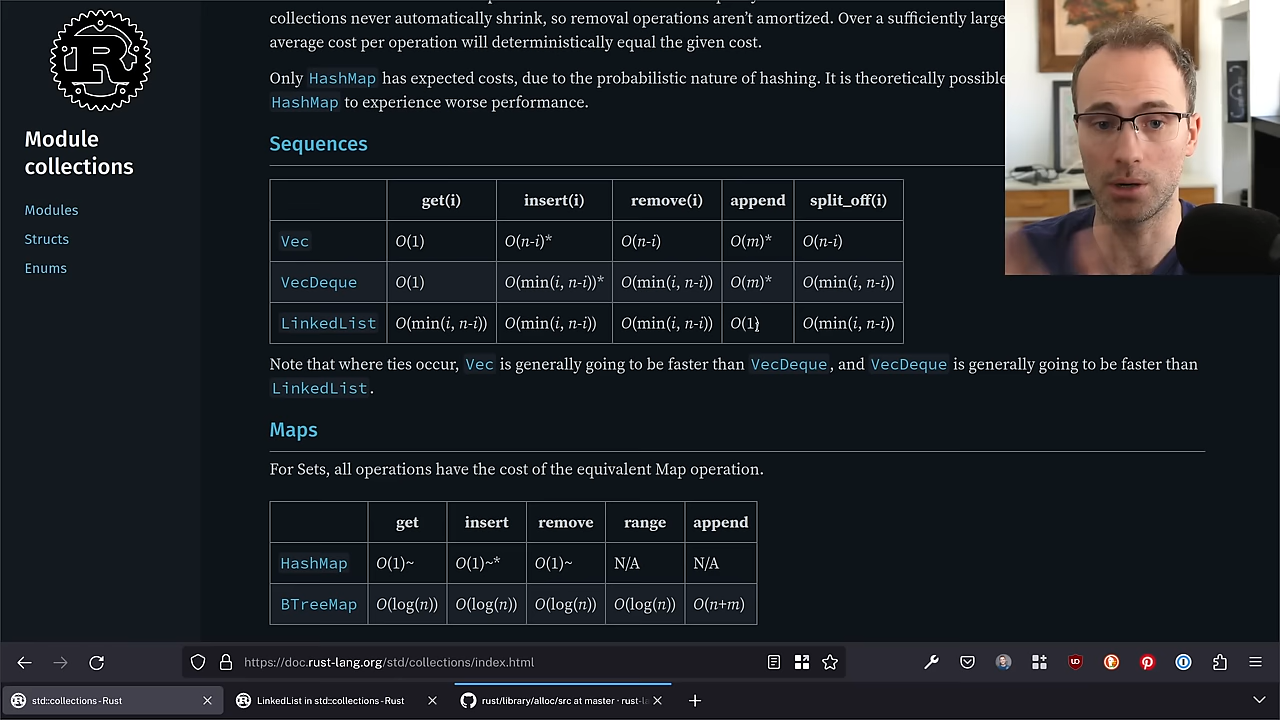 collections never automatically shrink, so removal operations aren't amortized. Over a sufficiently large
average cost per operation will deterministically equal the given cost.
Only HashMap has expected costs, due to the probabilistic nature of hashing. It is theoretically possible
HashMap to experience worse performance.
Module
collections
Modules
Structs
Enums
Sequences
get(i) insert(i) remove(i) append split_off(i)
Vec O(1) O(n-i)* O(n-i) O(m)* O(n-i)
VecDeque O(1) O(min(i, n-i))* O(min(i, n-i)) O(m)* O(min(i, n-i))
LinkedList O(min(i, n-i)) O(min(i, n-i)) O(min(i, n-i)) O(1) O(min(i, n-i))
Note that where ties occur, Vec is generally going to be faster than VecDeque, and VecDeque is generally going to be faster than
LinkedList.
Maps
For Sets, all operations have the cost of the equivalent Map operation.
get insert remove range append
HashMap O(1)~ O(1)~* O(1)~ N/A N/A
BTreeMap O(log(n)) O(log(n)) O(log(n)) O(log(n)) O(n+m)
https://doc.rust-lang.org/std/collections/index.html
std::collections - Rust
LinkedList in std::collections - Rust
rust/library/alloc/src at master · rust-la